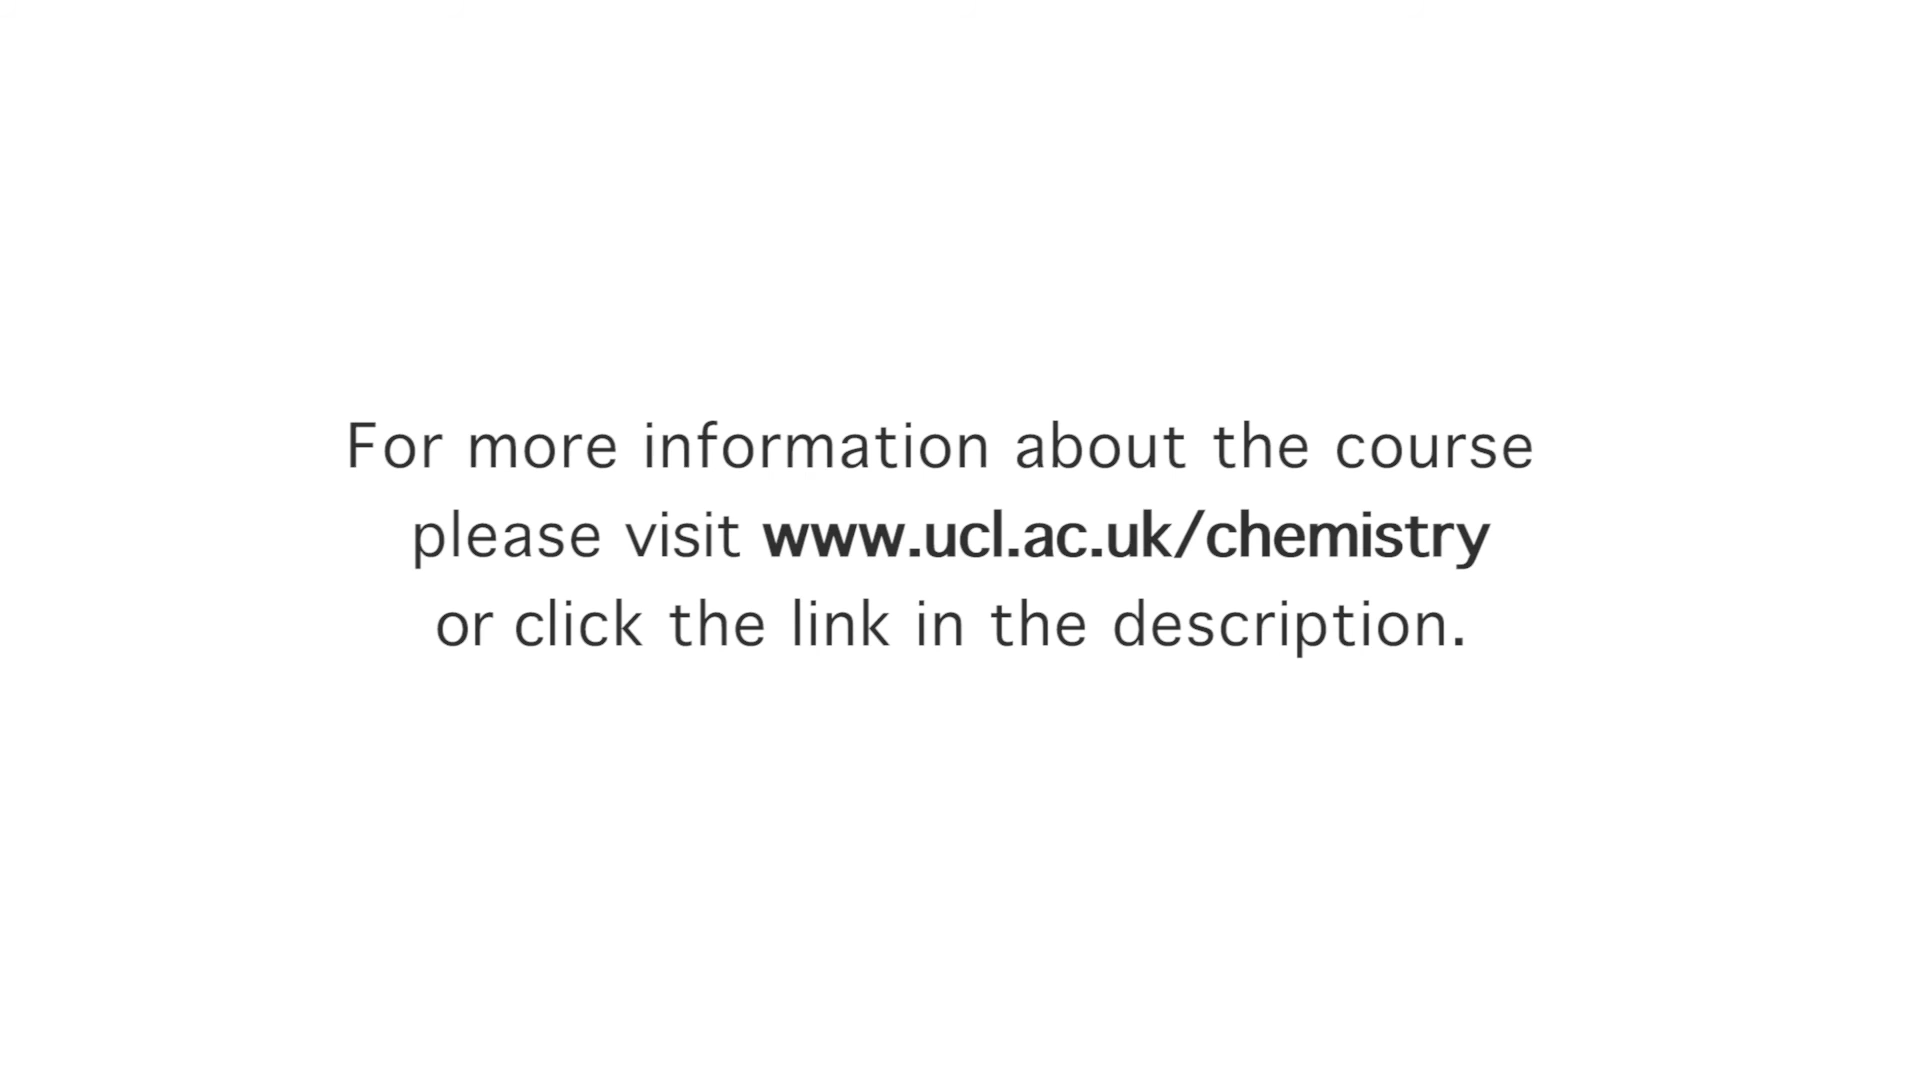 For more information about the course
please visit www.ucl.ac.uk/chemistry
or click the link in the description.